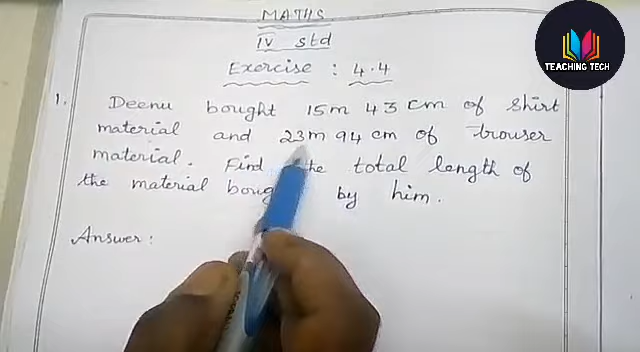 MATHS
IV std
Exercise : 4.4
1. Deenu bought 15m 43 cm of shirt
material and 23m 94 cm of trouser
material. Find the total length of
the material bought by him.
Answer:
TEACHING TECH